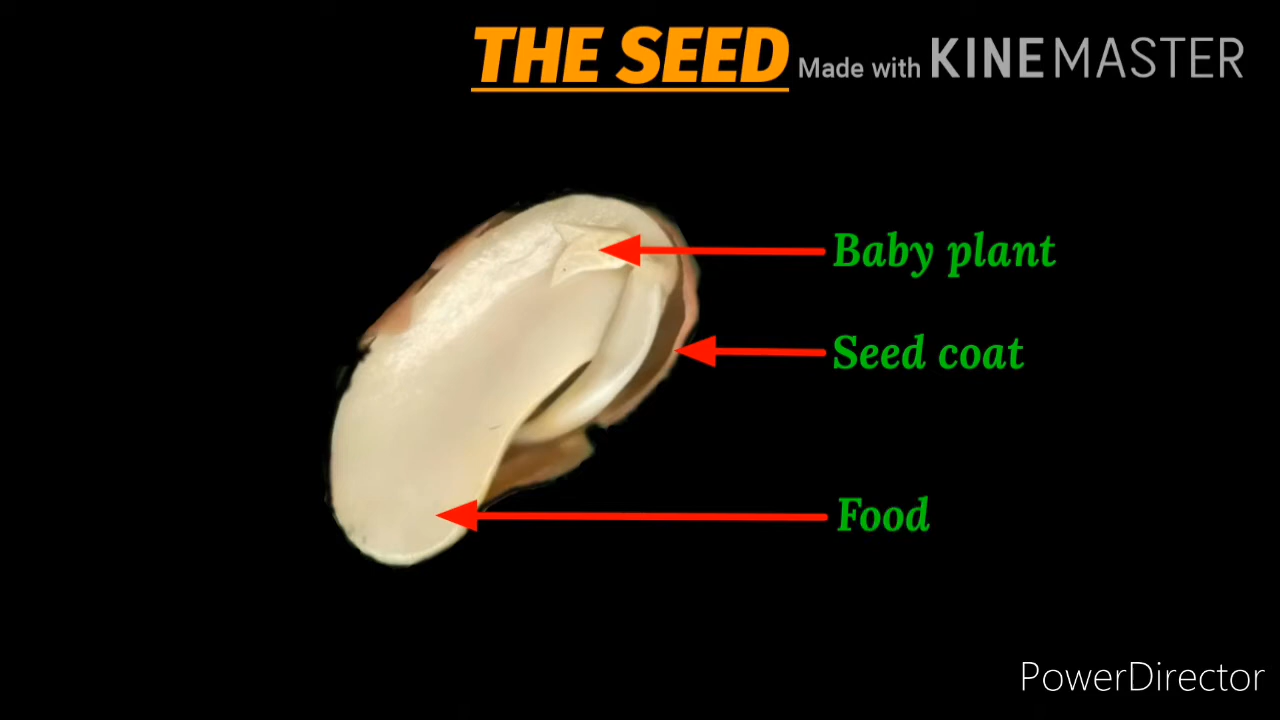 THE SEED
Made with KINEMASTER
Baby plant
Seed coat
Food
PowerDirector